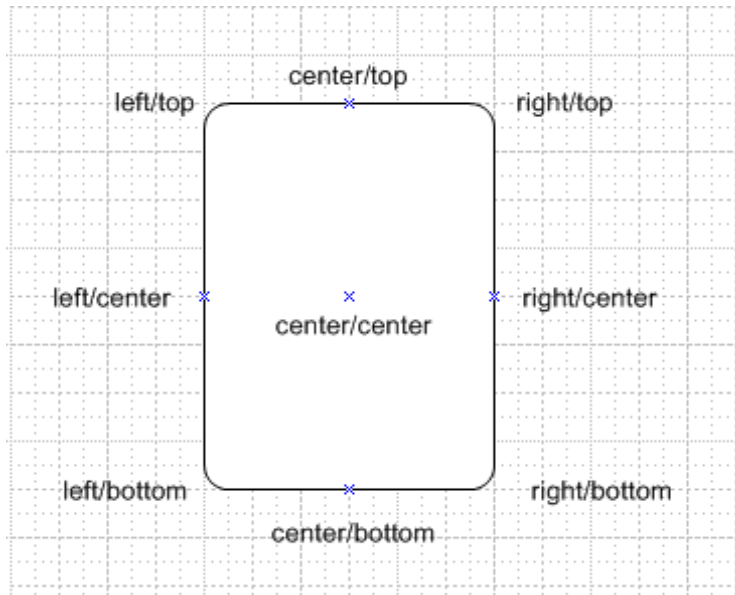 center/top
left/top
right/top
left/center
right/center
center/center
left/bottom
right/bottom
center/bottom